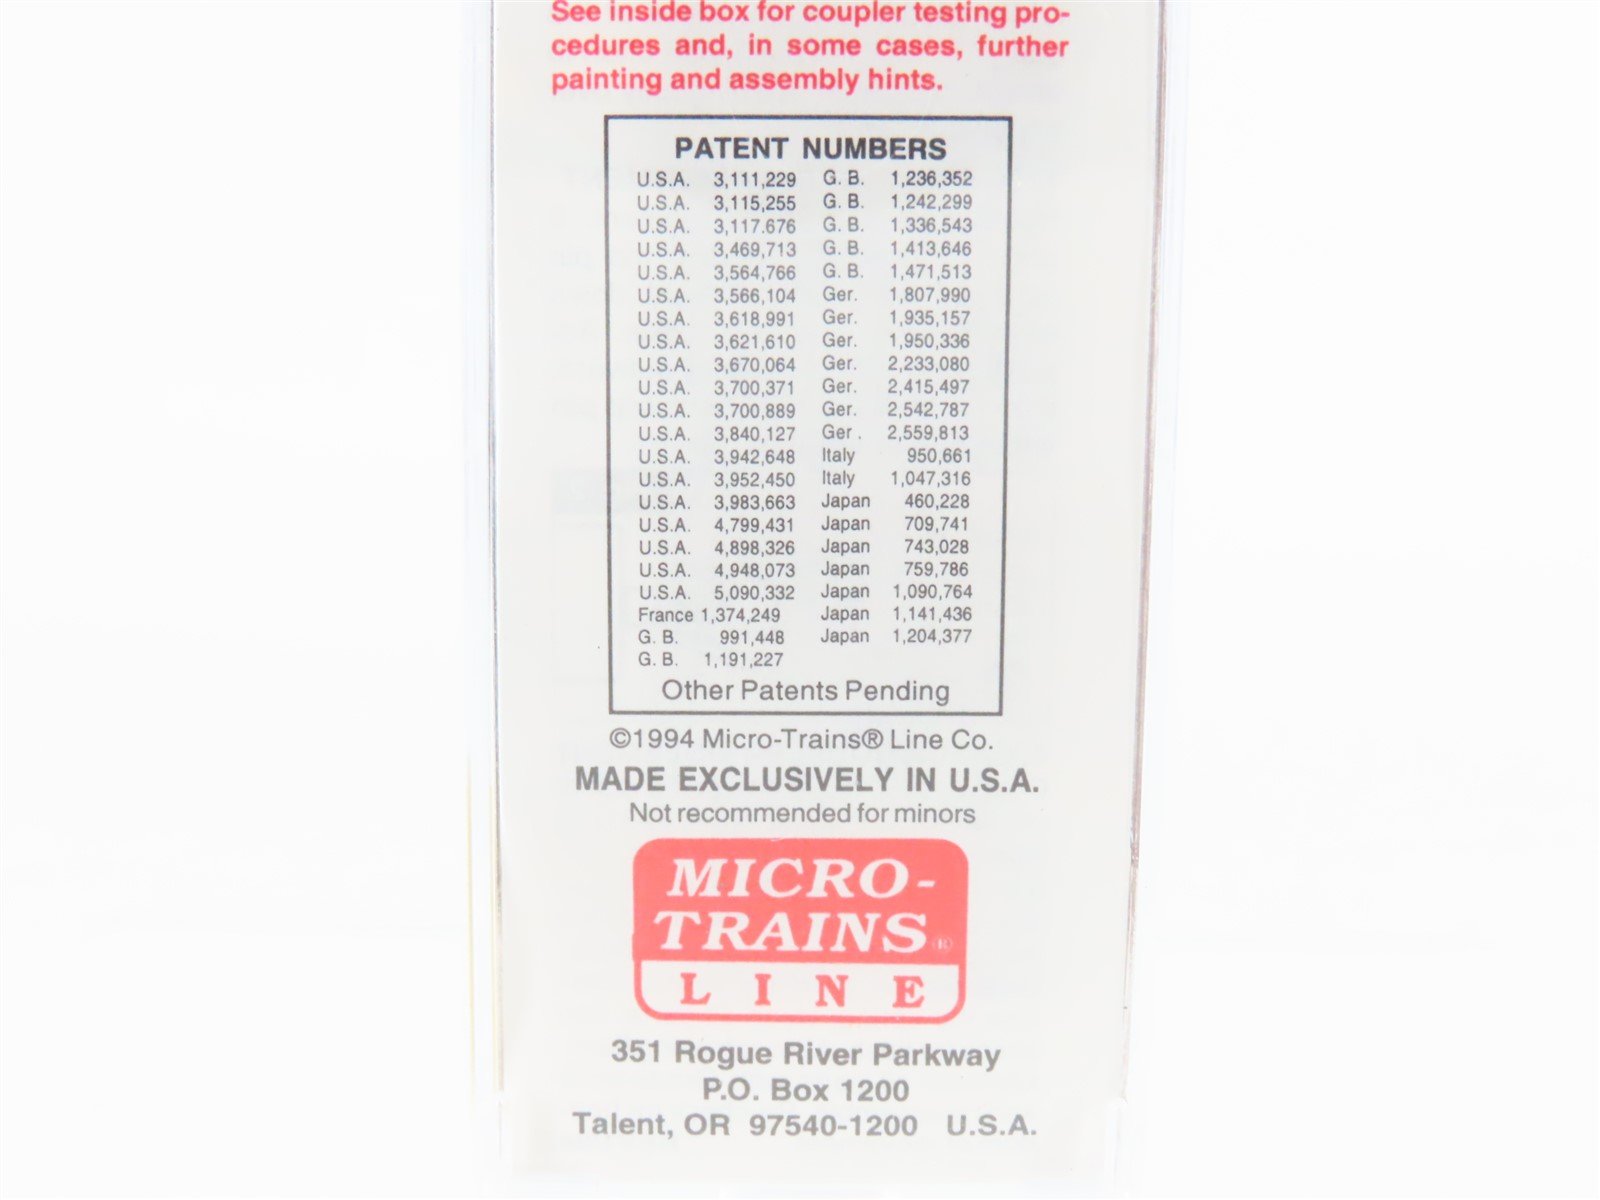 See inside box for coupler testing pro-
cedures and, in some cases, further
painting and assembly hints.
PATENT NUMBERS
U.S.A. 3,111,229 G. B. 1,236,352
U.S.A. 3,115,255 G. B. 1,242,299
U.S.A. 3,117.676 G. B. 1,336,543
U.S.A. 3,469,713 G. B. 1,413,646
U.S.A. 3,564,766 G. B. 1,471,513
U.S.A. 3,566,104 Ger. 1,807,990
U.S.A. 3,618,991 Ger. 1,935,157
U.S.A. 3,621,610 Ger. 1,950,336
U.S.A. 3,670,064 Ger. 2,233,080
U.S.A. 3,700,371 Ger. 2,415,497
U.S.A. 3,700,889 Ger. 2,542,787
U.S.A. 3,840,127 Ger. 2,559,813
U.S.A. 3,942,648 Italy 950,661
U.S.A. 3,952,450 Italy 1,047,316
U.S.A. 3,983,663 Japan 460,228
U.S.A. 4,799,431 Japan 709,741
U.S.A. 4,898,326 Japan 743,028
U.S.A. 4,948,073 Japan 759,786
U.S.A. 5,090,332 Japan 1,090,764
France 1,374,249 Japan 1,141,436
G. B. 991,448 Japan 1,204,377
G. B. 1,191,227
Other Patents Pending
©1994 Micro-Trains® Line Co.
MADE EXCLUSIVELY IN U.S.A.
Not recommended for minors
MICRO-
TRAINS®
LINE
351 Rogue River Parkway
P.O. Box 1200
Talent, OR 97540-1200 U.S.A.